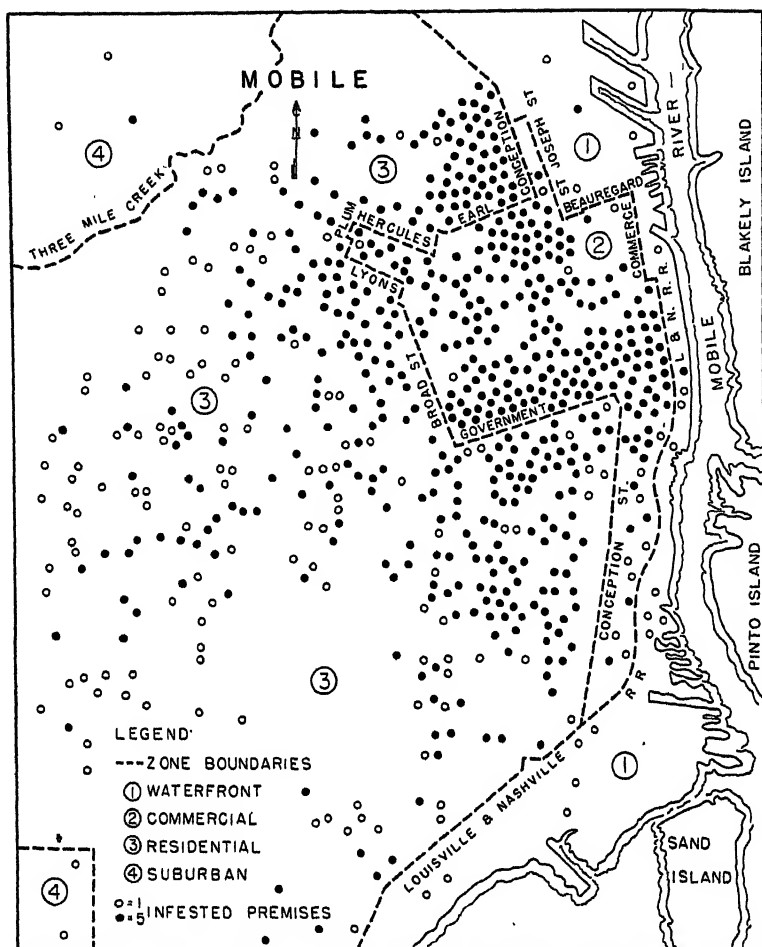 MOBILE
N
4
THREE MILE CREEK
3
CONCEPTION
ST JOSEPH ST
1
BEAUREGARD
RIVER
BLAKELY ISLAND
EARL
HERCULES
LYONS
2
COMMERCE
L & N. R R
MOBILE
BROAD ST
GOVERNMENT
3
CONCEPTION ST.
PINTO ISLAND
3
R R
LOUISVILLE & NASHVILLE
1
SAND
ISLAND
4
LEGEND
ZONE BOUNDARIES
1 WATERFRONT
2 COMMERCIAL
3 RESIDENTIAL
4 SUBURBAN
=1
=5 INFESTED PREMISES